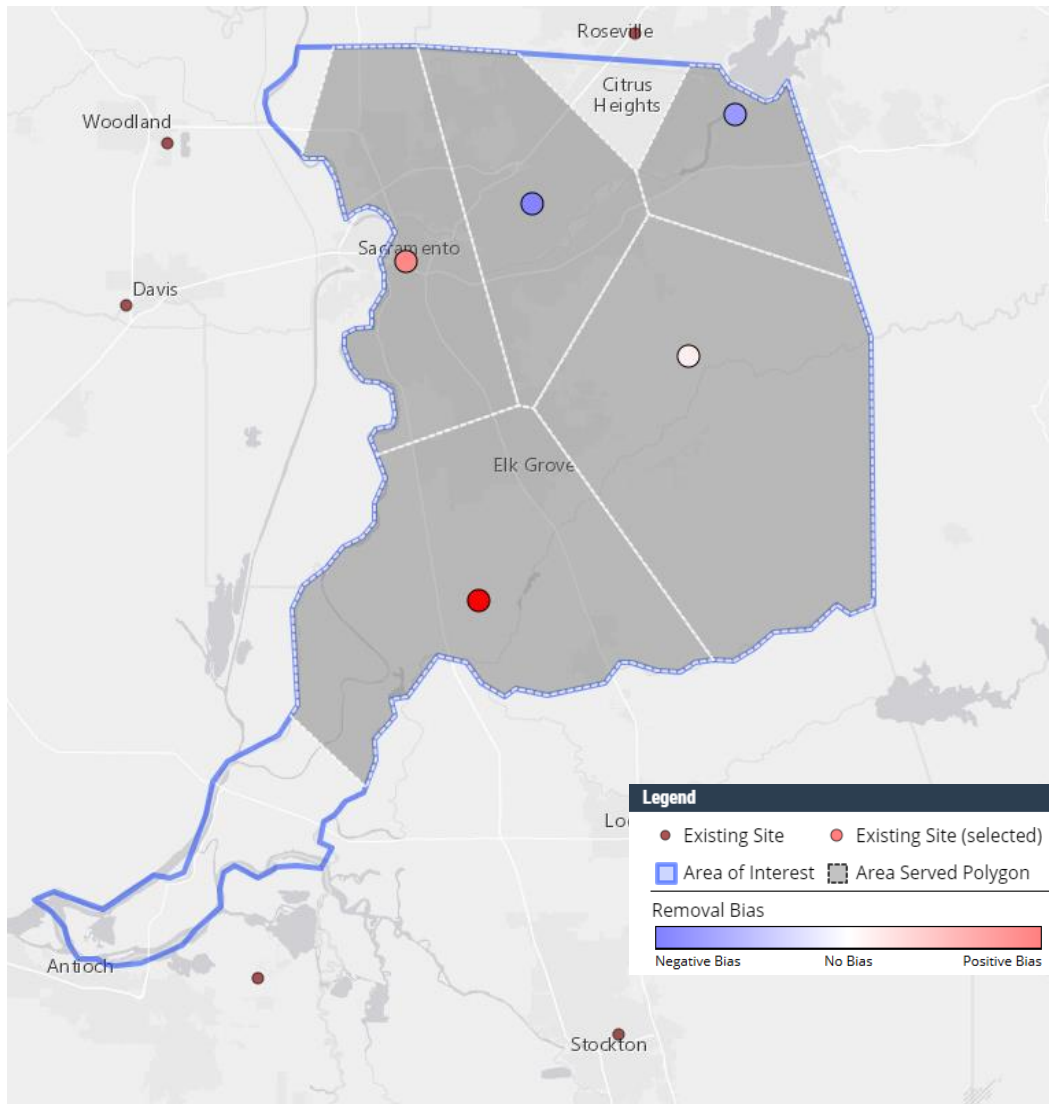 Roseville
Citrus
Heights
Woodland
Sacramento
Davis
Elk Grove
Antioch
Stockton
Legend
Existing Site
Existing Site (selected)
Area of Interest
Area Served Polygon
Removal Bias
Negative Bias
No Bias
Positive Bias